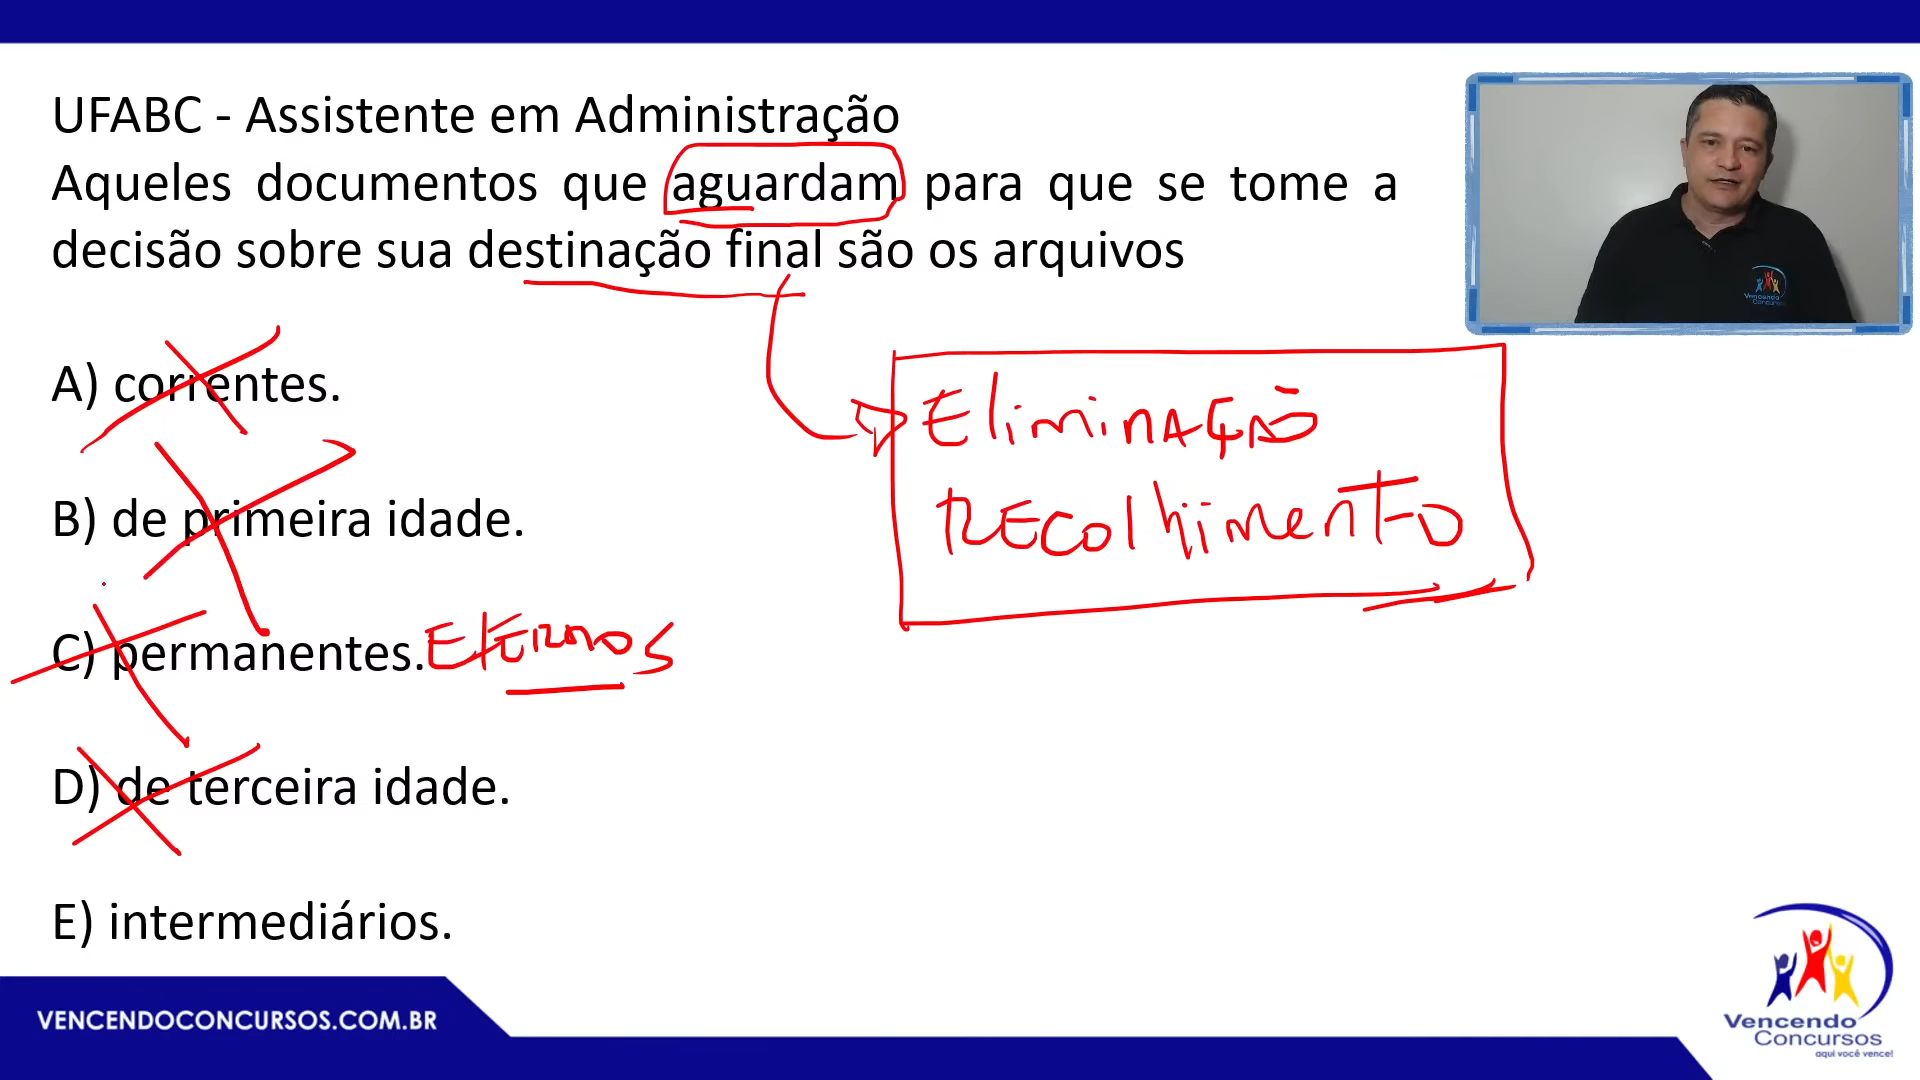 UFABC - Assistente em Administração
Aqueles documentos que aguardam para que se tome a
decisão sobre sua destinação final são os arquivos
A) correntes.
B) de primeira idade.
C) permanentes. ETERNOS
D) de terceira idade.
E) intermediários.
EliminAÇÃO
RECOlhimENTO
Vencendo
Concursos
VENCENDOCONCURSOS.COM.BR
Vencendo
Concursos
aqui você vence!